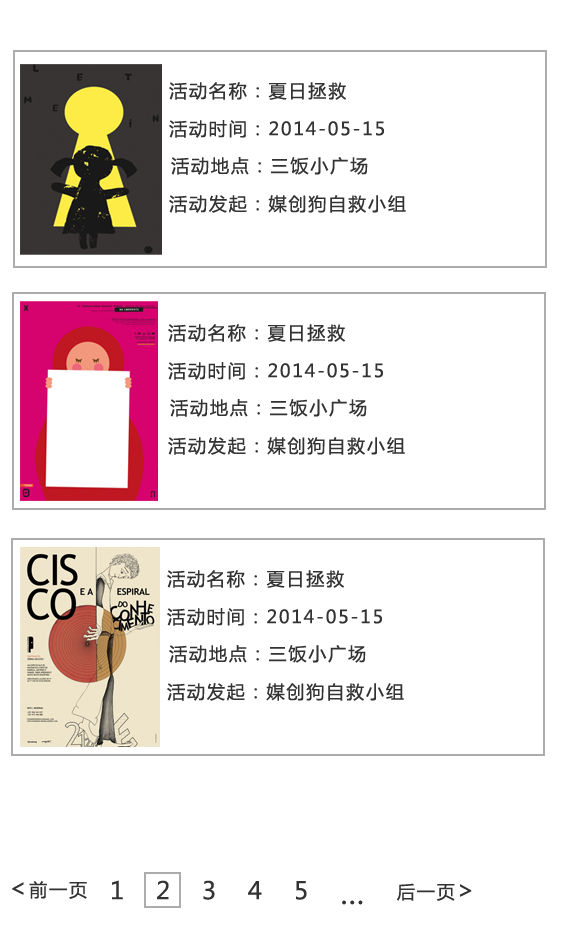 L E T
M E i N
活动名称：夏日拯救
活动时间：2014-05-15
活动地点：三饭小广场
活动发起：媒创狗自救小组
活动名称：夏日拯救
活动时间：2014-05-15
活动地点：三饭小广场
活动发起：媒创狗自救小组
CIS
CO
E A ESPIRAL
DO
CONHE
CIMENTO
活动名称：夏日拯救
活动时间：2014-05-15
活动地点：三饭小广场
活动发起：媒创狗自救小组
<前一页 1 2 3 4 5 ... 后一页>